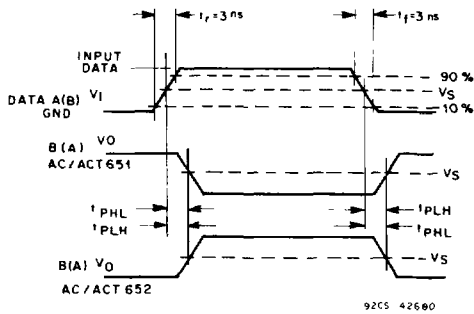 tr=3 ns
tf=3 ns
INPUT DATA
90 %
VS
10 %
DATA A(B) VI
GND
B(A) VO
AC/ACT 651
VS
tPHL
tPLH
tPLH
tPHL
B(A) VO
AC/ACT 652
VS
92CS 42680